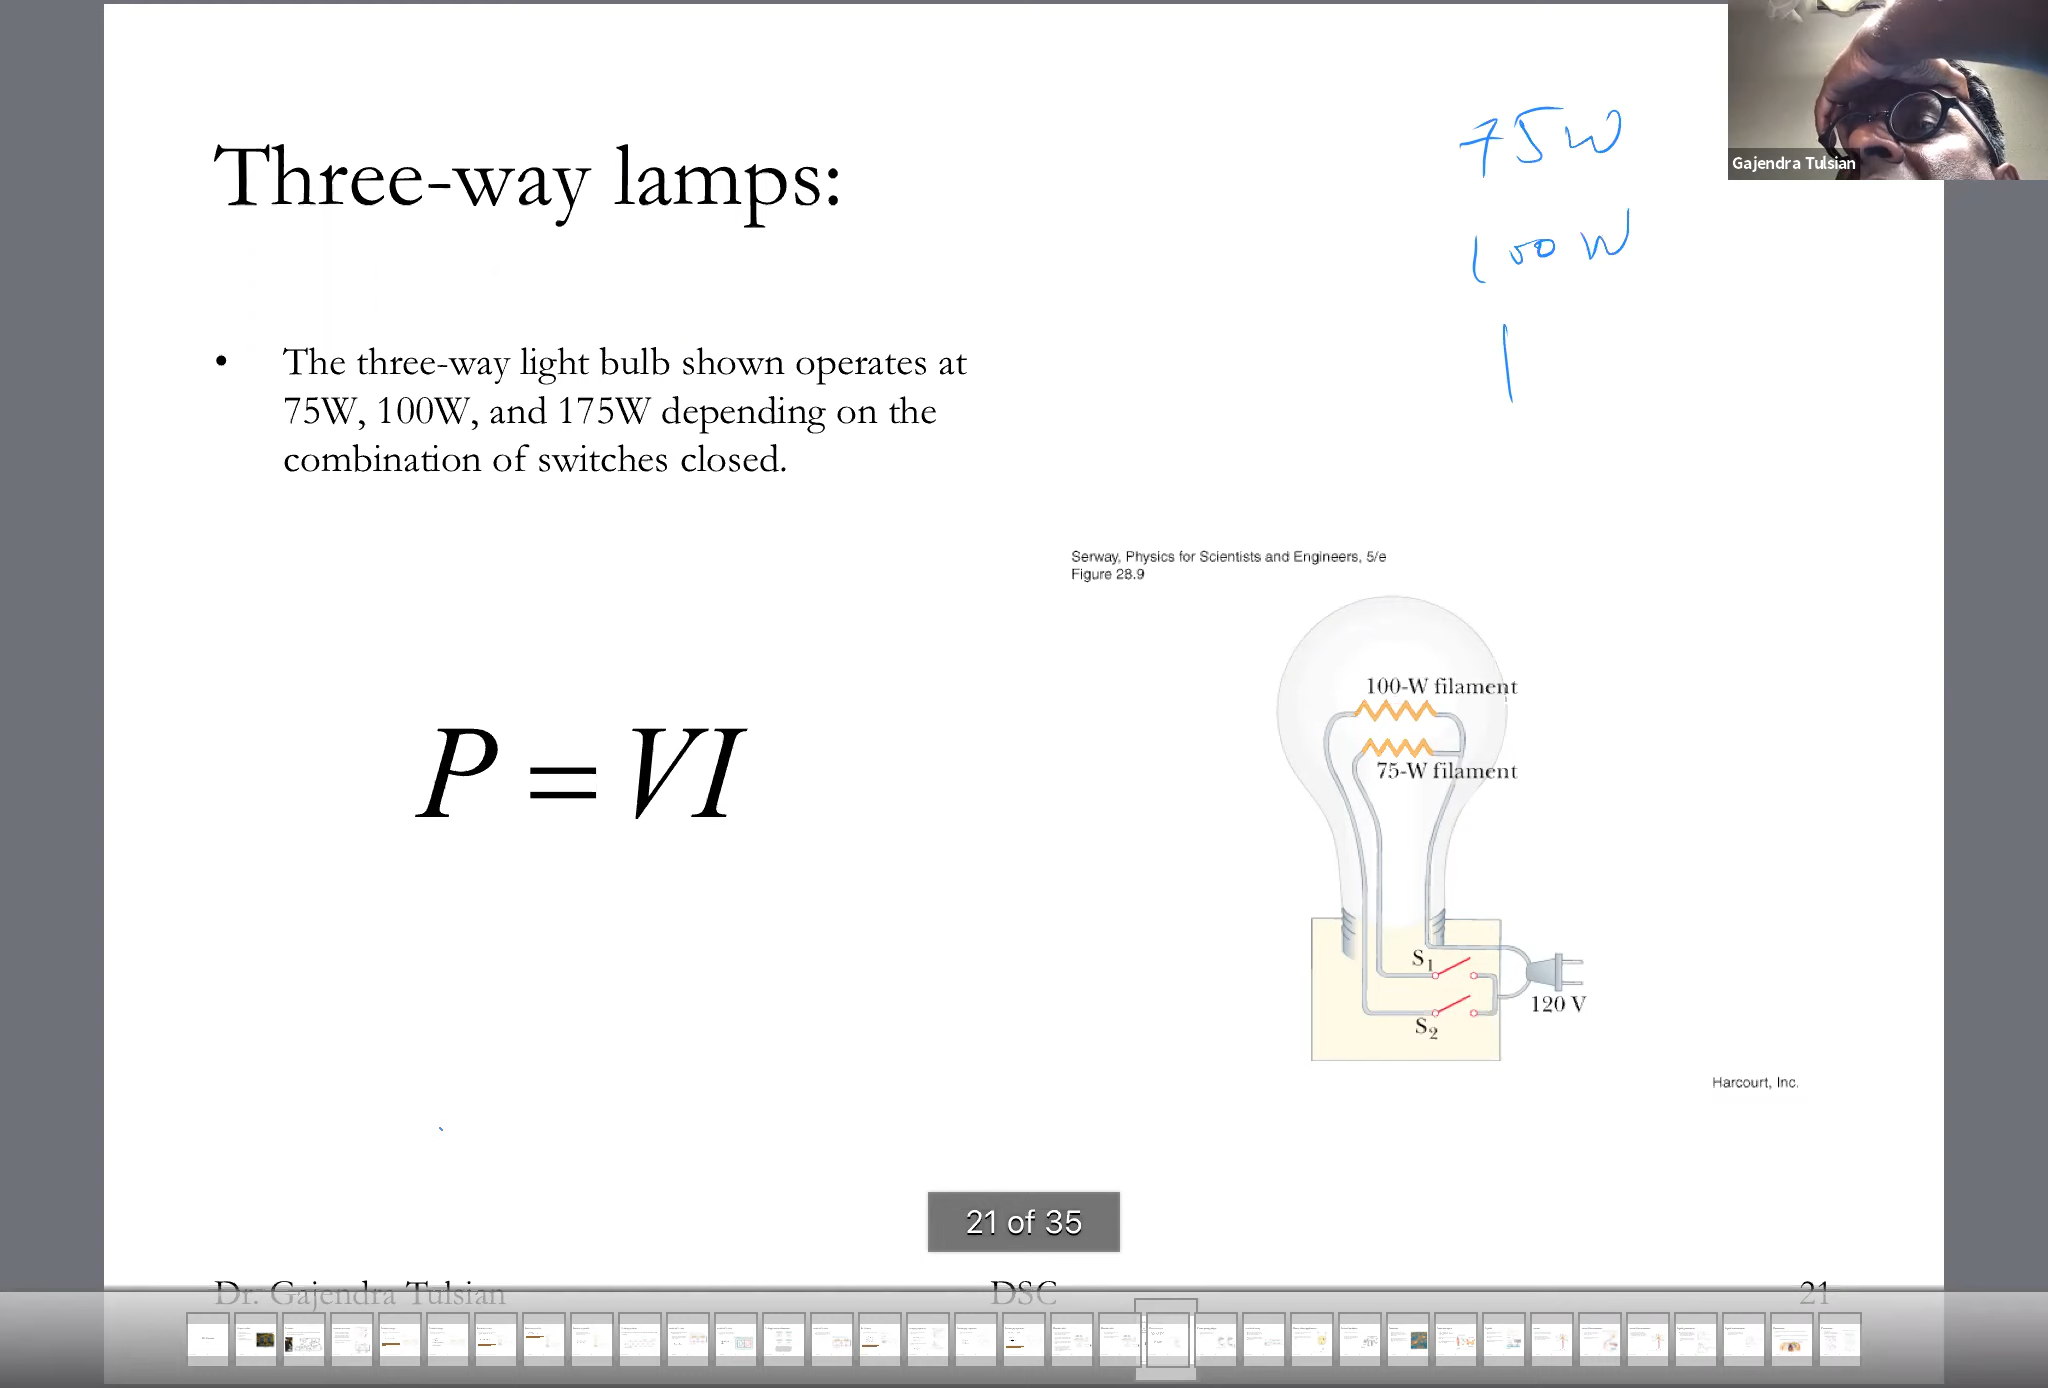 Three-way lamps:
75W
100W
1
Gajendra Tulsian
• The three-way light bulb shown operates at
75W, 100W, and 175W depending on the
combination of switches closed.
Serway, Physics for Scientists and Engineers, 5/e
Figure 28.9
100-W filament
75-W filament
P = VI
S1
120 V
S2
Harcourt, Inc.
21 of 35
Dr. Gajendra Tulsian
DSC
21